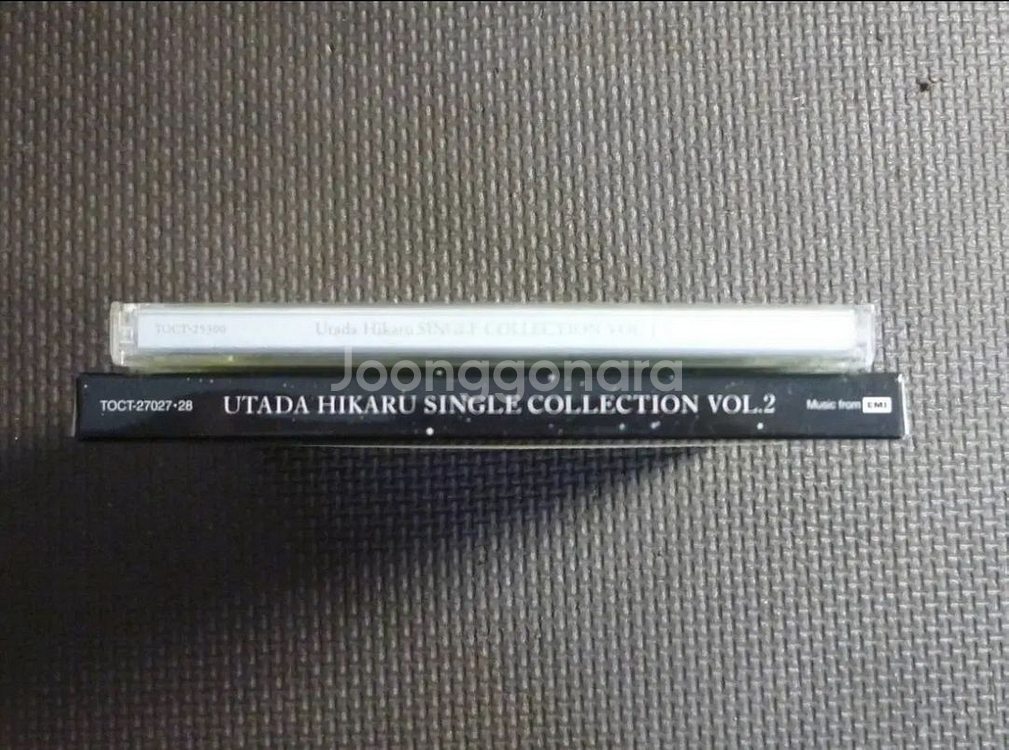 TOCT-25300
Utada Hikaru SINGLE COLLECTION VOL.1
Joonggonara
TOCT-27027•28 UTADA HIKARU SINGLE COLLECTION VOL.2 Music from EMI